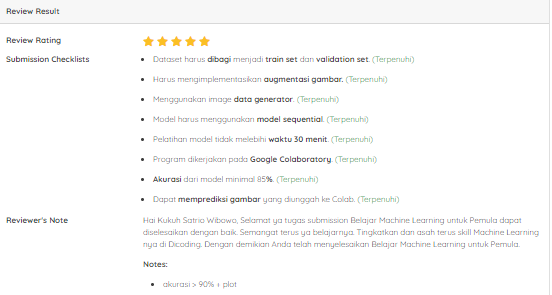 Review Result
Review Rating
Submission Checklists
Dataset harus dibagi menjadi train set dan validation set. (Terpenuhi)
Harus mengimplementasikan augmentasi gambar. (Terpenuhi)
Menggunakan image data generator. (Terpenuhi)
Model harus menggunakan model sequential. (Terpenuhi)
Pelatihan model tidak melebihi waktu 30 menit. (Terpenuhi)
Program dikerjakan pada Google Colaboratory. (Terpenuhi)
Akurasi dari model minimal 85%. (Terpenuhi)
Dapat memprediksi gambar yang diunggah ke Colab. (Terpenuhi)
Reviewer's Note
Hai Kukuh Satrio Wibowo, Selamat ya tugas submission Belajar Machine Learning untuk Pemula dapat
diselesaikan dengan baik. Semangat terus ya belajarnya. Tingkatkan dan asah terus skill Machine Learning
nya di Dicoding. Dengan demikian Anda telah menyelesaikan Belajar Machine Learning untuk Pemula.
Notes:
akurasi > 90% + plot